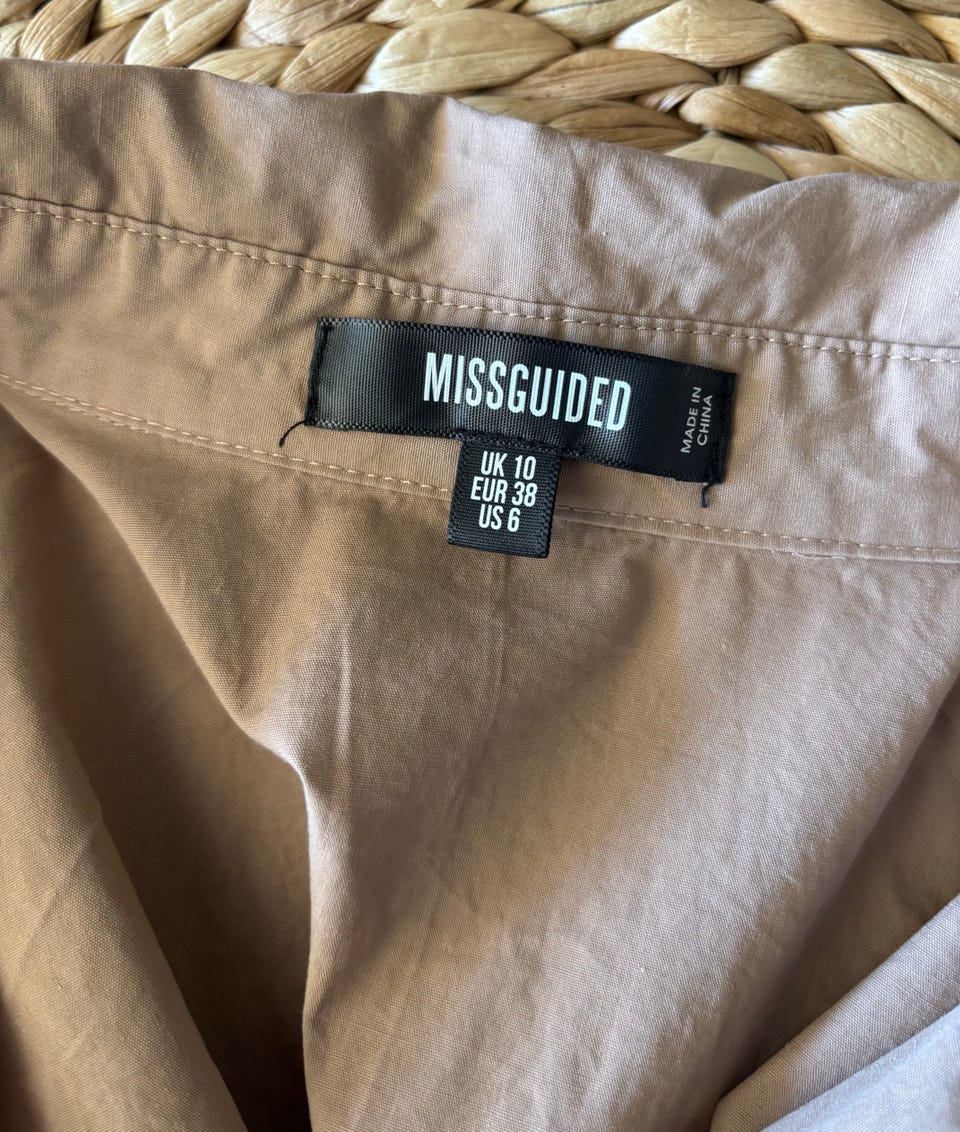 MISSGUIDED
MADE IN
CHINA
UK 10
EUR 38
US 6